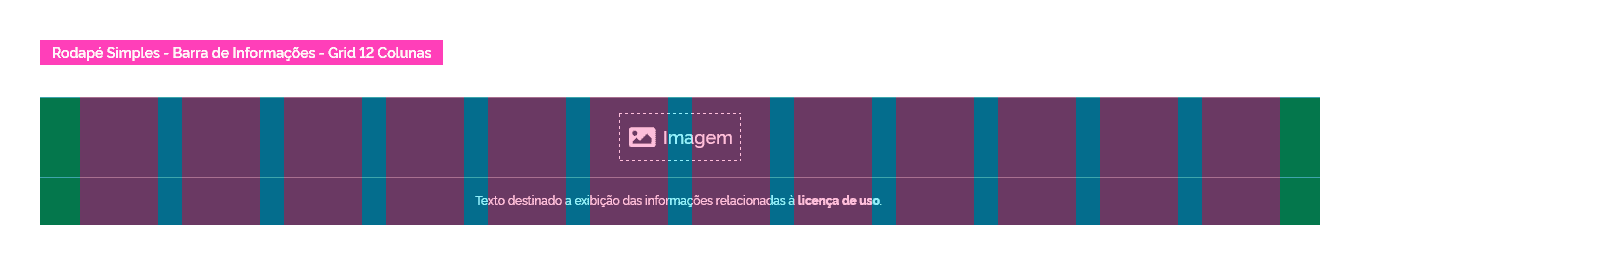 Rodapé Simples - Barra de Informações - Grid 12 Colunas
Imagem
Texto destinado a exibição das informações relacionadas à licença de uso.